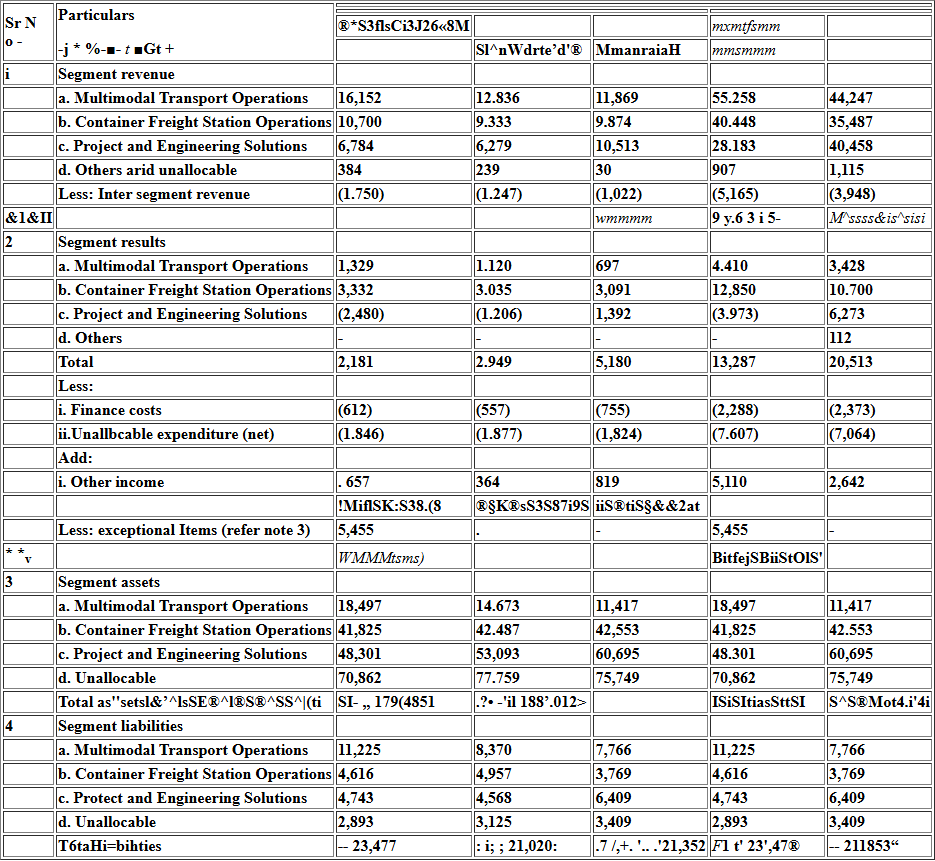 Sr N Particulars
o - -j * %-■- t ■Gt + ®*S3flsCi3J26«8M mxmtfsmm
Sl^nWdrte’d'® MmanraiaH mmsmmm
i Segment revenue
a. Multimodal Transport Operations 16,152 12.836 11,869 55.258 44,247
b. Container Freight Station Operations 10,700 9.333 9.874 40.448 35,487
c. Project and Engineering Solutions 6,784 6,279 10,513 28.183 40,458
d. Others arid unallocable 384 239 30 907 1,115
Less: Inter segment revenue (1.750) (1.247) (1,022) (5,165) (3,948)
&1&II wmmmm 9 y.6 3 i 5- M^ssss&is^sisi
2 Segment results
a. Multimodal Transport Operations 1,329 1.120 697 4.410 3,428
b. Container Freight Station Operations 3,332 3.035 3,091 12,850 10.700
c. Project and Engineering Solutions (2,480) (1.206) 1,392 (3.973) 6,273
d. Others - - - - 112
Total 2,181 2.949 5,180 13,287 20,513
Less:
i. Finance costs (612) (557) (755) (2,288) (2,373)
ii.Unallbcable expenditure (net) (1.846) (1.877) (1,824) (7.607) (7,064)
Add:
i. Other income . 657 364 819 5,110 2,642
!MiflSK:S38.(8 ®§K®sS3S87i9S iiS®tiS§&&2at
Less: exceptional Items (refer note 3) 5,455 . - 5,455 -
* *v WMMMtsms) BitfejSBiiStOlS'
3 Segment assets
a. Multimodal Transport Operations 18,497 14.673 11,417 18,497 11,417
b. Container Freight Station Operations 41,825 42.487 42,553 41,825 42.553
c. Project and Engineering Solutions 48,301 53,093 60,695 48.301 60,695
d. Unallocable 70,862 77.759 75,749 70,862 75,749
Total as"setsl&’^lsSE®^l®S®^SS^|(ti SI- „ 179(4851 .?• -'il 188’.012> ISiSItiasSttSI S^S®Mot4.i'4i
4 Segment liabilities
a. Multimodal Transport Operations 11,225 8,370 7,766 11,225 7,766
b. Container Freight Station Operations 4,616 4,957 3,769 4,616 3,769
c. Protect and Engineering Solutions 4,743 4,568 6,409 4,743 6,409
d. Unallocable 2,893 3,125 3,409 2,893 3,409
T6taHi=bihties -- 23,477 : i; ; 21,020: .7 /,+. '.. .'21,352 F1 t' 23',47® -- 211853“